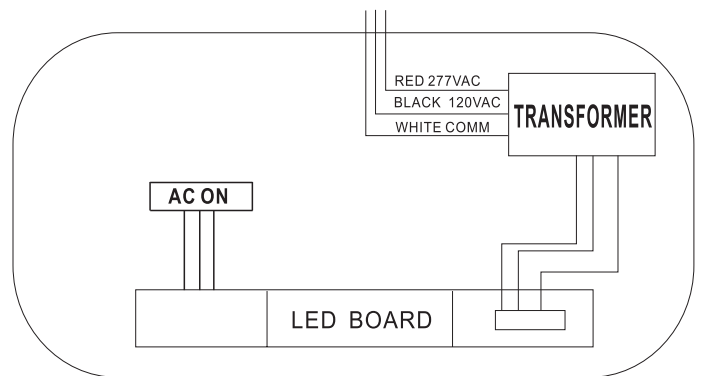 RED 277VAC
BLACK 120VAC
WHITE COMM
TRANSFORMER
AC ON
LED BOARD